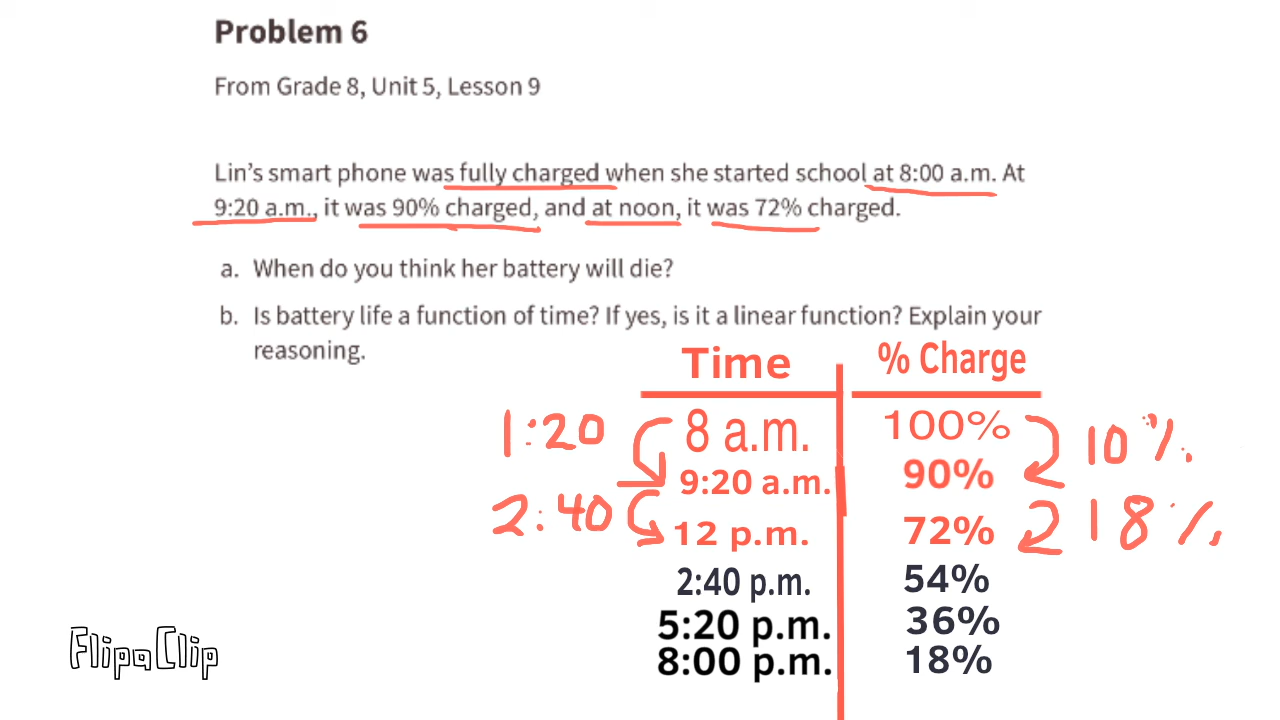 Problem 6
From Grade 8, Unit 5, Lesson 9
Lin's smart phone was fully charged when she started school at 8:00 a.m. At
9:20 a.m., it was 90% charged, and at noon, it was 72% charged.
a. When do you think her battery will die?
b. Is battery life a function of time? If yes, is it a linear function? Explain your
reasoning.
Time % Charge
1:20 8 a.m. 100% 10%
9:20 a.m. 90%
2:40 12 p.m. 72% 18%
2:40 p.m. 54%
5:20 p.m. 36%
8:00 p.m. 18%
FlipaClip